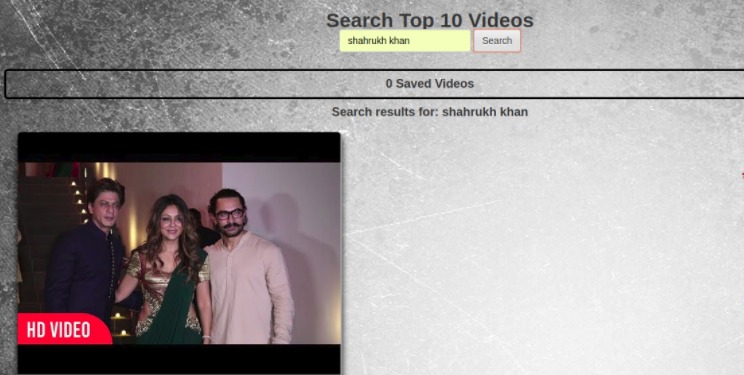 Search Top 10 Videos
shahrukh khan Search
0 Saved Videos
Search results for: shahrukh khan
HD VIDEO